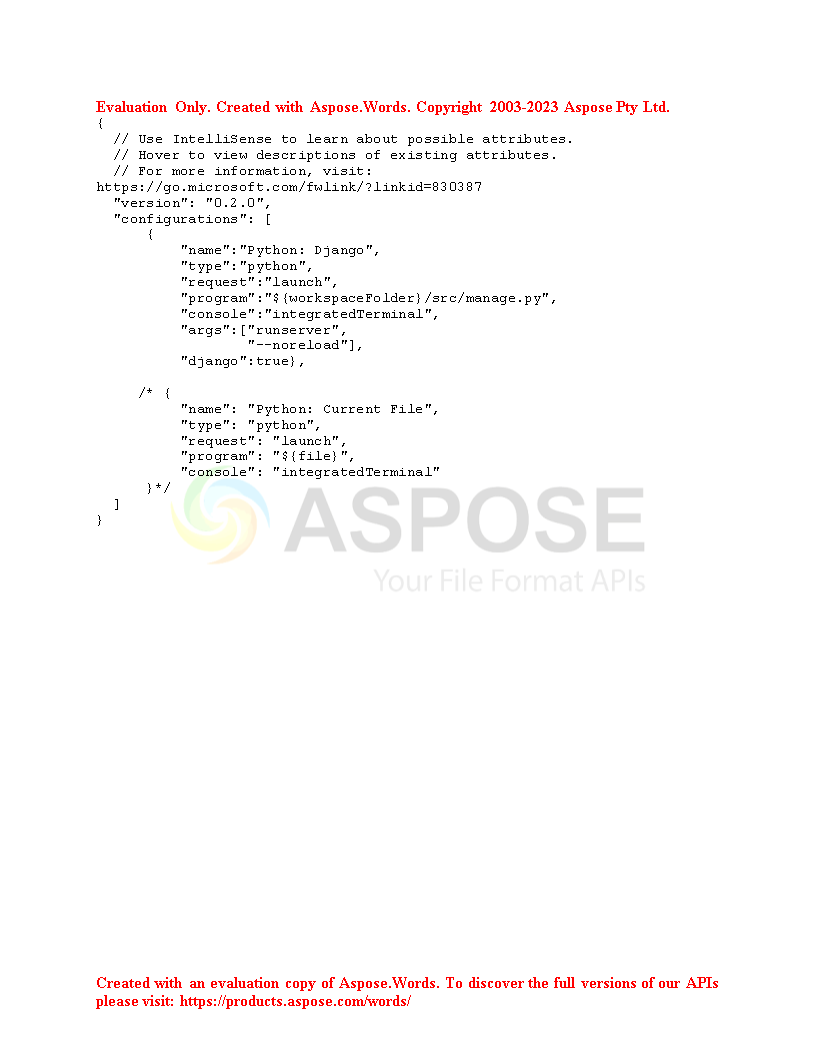 Evaluation Only. Created with Aspose.Words. Copyright 2003-2023 Aspose Pty Ltd.
{
  // Use IntelliSense to learn about possible attributes.
  // Hover to view descriptions of existing attributes.
  // For more information, visit:
https://go.microsoft.com/fwlink/?linkid=830387
  "version": "0.2.0",
  "configurations": [
      {
          "name":"Python: Django",
          "type":"python",
          "request":"launch",
          "program":"${workspaceFolder}/src/manage.py",
          "console":"integratedTerminal",
          "args":["runserver",
                  "--noreload"],
          "django":true},

     /* {
          "name": "Python: Current File",
          "type": "python",
          "request": "launch",
          "program": "${file}",
          "console": "integratedTerminal"
      }*/
  ]
}
ASPOSE
Your File Format APIs
Created with an evaluation copy of Aspose.Words. To discover the full versions of our APIs
please visit: https://products.aspose.com/words/